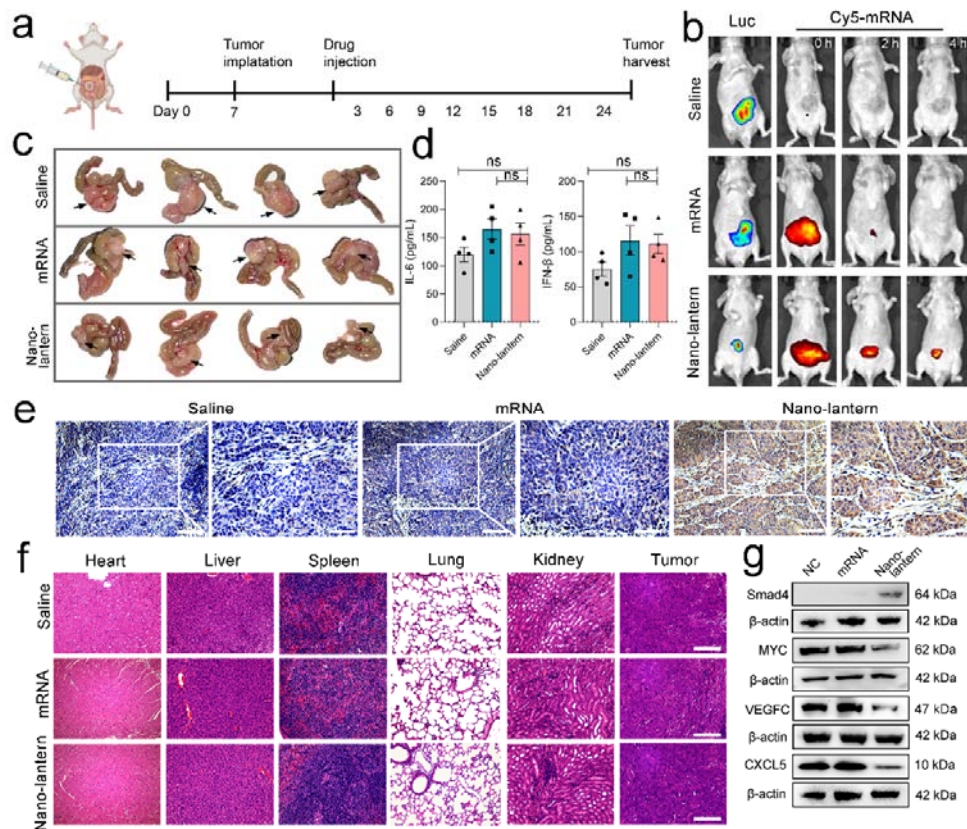 a
Tumor
implatation
Drug
injection
Tumor
harvest
Day 0
7
3
6
9
12
15
18
21
24
b
Luc
Cy5-mRNA
0 h
2 h
4 h
Saline
mRNA
Nano-lantern
c
Saline
mRNA
Nano-
lantern
d
ns
ns
IL-6 (pg/mL)
250
200
150
100
50
0
Saline
mRNA
Nano-lantern
ns
ns
IFN-β (pg/mL)
200
150
100
50
0
Saline
mRNA
Nano-lantern
e
Saline
mRNA
Nano-lantern
f
Heart
Liver
Spleen
Lung
Kidney
Tumor
Saline
mRNA
Nano-lantern
g
NC
mRNA
Nano-
lantern
Smad4
64 kDa
β-actin
42 kDa
MYC
62 kDa
β-actin
42 kDa
VEGFC
47 kDa
β-actin
42 kDa
CXCL5
10 kDa
β-actin
42 kDa